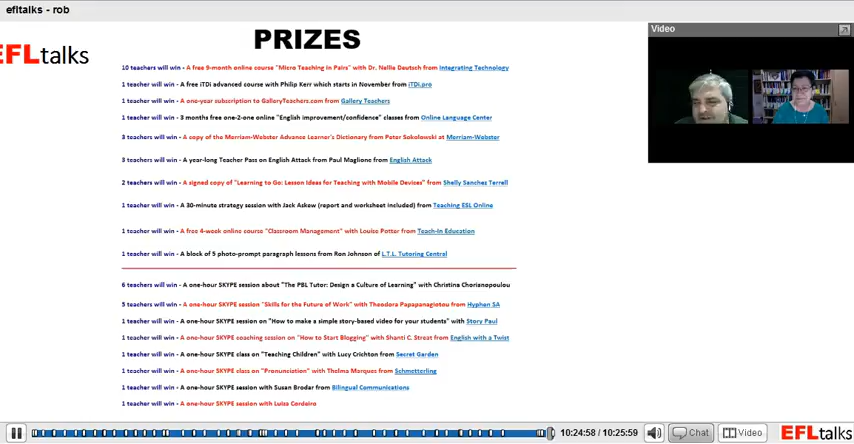 efltalks - rob
PRIZES
Video
EFLtalks
10 teachers will win - A free 9-month online course "Micro Teaching in Pairs" with Dr. Nellie Deutsch from Integrating Technology
1 teacher will win - A free iTDi advanced course with Philip Kerr which starts in November from iTDi.pro
1 teacher will win - A one-year subscription to GalleryTeachers.com from Gallery Teachers
1 teacher will win - 3 months free one-2-one online "English improvement/confidence" classes from Online Language Center
3 teachers will win - A copy of the Merriam-Webster Advance Learner's Dictionary from Peter Sokolowski at Merriam-Webster
3 teachers will win - A year-long Teacher Pass on English Attack from Paul Maglione from English Attack
2 teachers will win - A signed copy of "Learning to Go: Lesson Ideas for Teaching with Mobile Devices" from Shelly Sanchez Terrell
1 teacher will win - A 30-minute strategy session with Jack Askew (report and worksheet included) from Teaching ESL Online
1 teacher will win - A free 4-week online course "Classroom Management" with Louise Potter from Teach-In Education
1 teacher will win - A block of 5 photo-prompt paragraph lessons from Ron Johnson of L.T.L. Tutoring Central
6 teachers will win - A one-hour SKYPE session about "The PBL Tutor: Design a Culture of Learning" with Christina Chorianopoulou
5 teachers will win - A one-hour SKYPE session "Skills for the Future of Work" with Theodora Papapanagiotou from Hyphen SA
1 teacher will win - A one-hour SKYPE session on "How to make a simple story-based video for your students" with Story Paul
1 teacher will win - A one-hour SKYPE coaching session on "How to Start Blogging" with Shanti C. Streat from English with a Twist
1 teacher will win - A one-hour SKYPE class on "Teaching Children" with Lucy Crichton from Secret Garden
1 teacher will win - A one-hour SKYPE class on "Pronunciation" with Thelma Marques from Schmetterling
1 teacher will win - A one-hour SKYPE session with Susan Brodar from Bilingual Communications
1 teacher will win - A one-hour SKYPE session with Luiza Cordeiro
10:24:58 / 10:25:59 Chat Video EFLtalks